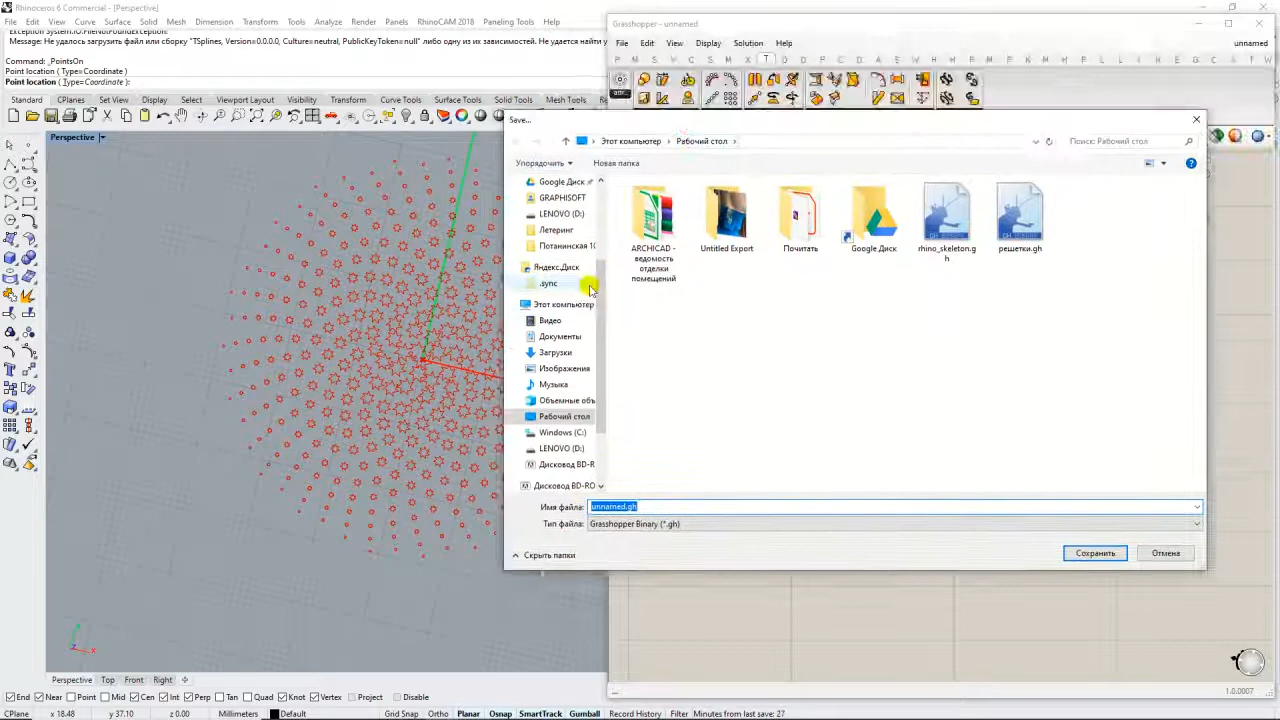 Rhinoceros 6 Commercial - [Perspective]
File Edit View Curve Surface Solid Mesh Dimension Transform Tools Analyze Render Panels RhinoCAM 2018 Paneling Tools Help
Exception System.IO.FileNotFoundException:
Message: Не удалось загрузить файл или сборку "TSplines, Version=0.0.0.0, Culture=neutral, PublicKeyToken=null" либо одну из их зависимостей. Не удается найти у
Command: _PointsOn
Point location ( Type=Coordinate )
Point location ( Type=Coordinate ):
Standard CPlanes Set View Display Select Viewport Layout Visibility Transform Curve Tools Surface Tools Solid Tools Mesh Tools Re
Perspective
Grasshopper - unnamed
File Edit View Display Solution Help
unnamed
Save...
Этот компьютер Рабочий стол
Поиск: Рабочий стол
Упорядочить Новая папка
Google Диск
GRAPHISOFT
LENOVO (D:)
Летеринг
Потанинская 10
Яндекс.Диск
.sync
Этот компьютер
Видео
Документы
Загрузки
Изображения
Музыка
Объемные объ
Рабочий стол
Windows (C:)
LENOVO (D:)
Дисковод BD-R
Дисковод BD-RO
ARCHICAD -
ведомость
отделки
помещений
Untitled Export
Почитать
Google Диск
rhino_skeleton.g
h
решетки.gh
Имя файла: unnamed.gh
Тип файла: Grasshopper Binary (*.gh)
Скрыть папки
Сохранить Отмена
1.0.0007
Perspective Top Front Right
End Near Point Mid Cen Int Perp Tan Quad Knot Vertex Project Disable
CPlane x 18.48 y 37.10 z 0.00 Millimeters Default Grid Snap Ortho Planar Osnap SmartTrack Gumball Record History Filter Minutes from last save: 27